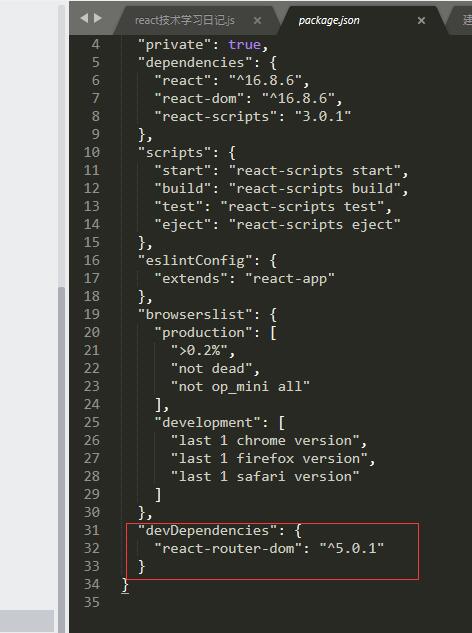 react技术学习日记.js
package.json
建
4 "private": true,
5 "dependencies": {
6 "react": "^16.8.6",
7 "react-dom": "^16.8.6",
8 "react-scripts": "3.0.1"
9 },
10 "scripts": {
11 "start": "react-scripts start",
12 "build": "react-scripts build",
13 "test": "react-scripts test",
14 "eject": "react-scripts eject"
15 },
16 "eslintConfig": {
17 "extends": "react-app"
18 },
19 "browserslist": {
20 "production": [
21 ">0.2%",
22 "not dead",
23 "not op_mini all"
24 ],
25 "development": [
26 "last 1 chrome version",
27 "last 1 firefox version",
28 "last 1 safari version"
29 ]
30 },
31 "devDependencies": {
32 "react-router-dom": "^5.0.1"
33 }
34 }
35